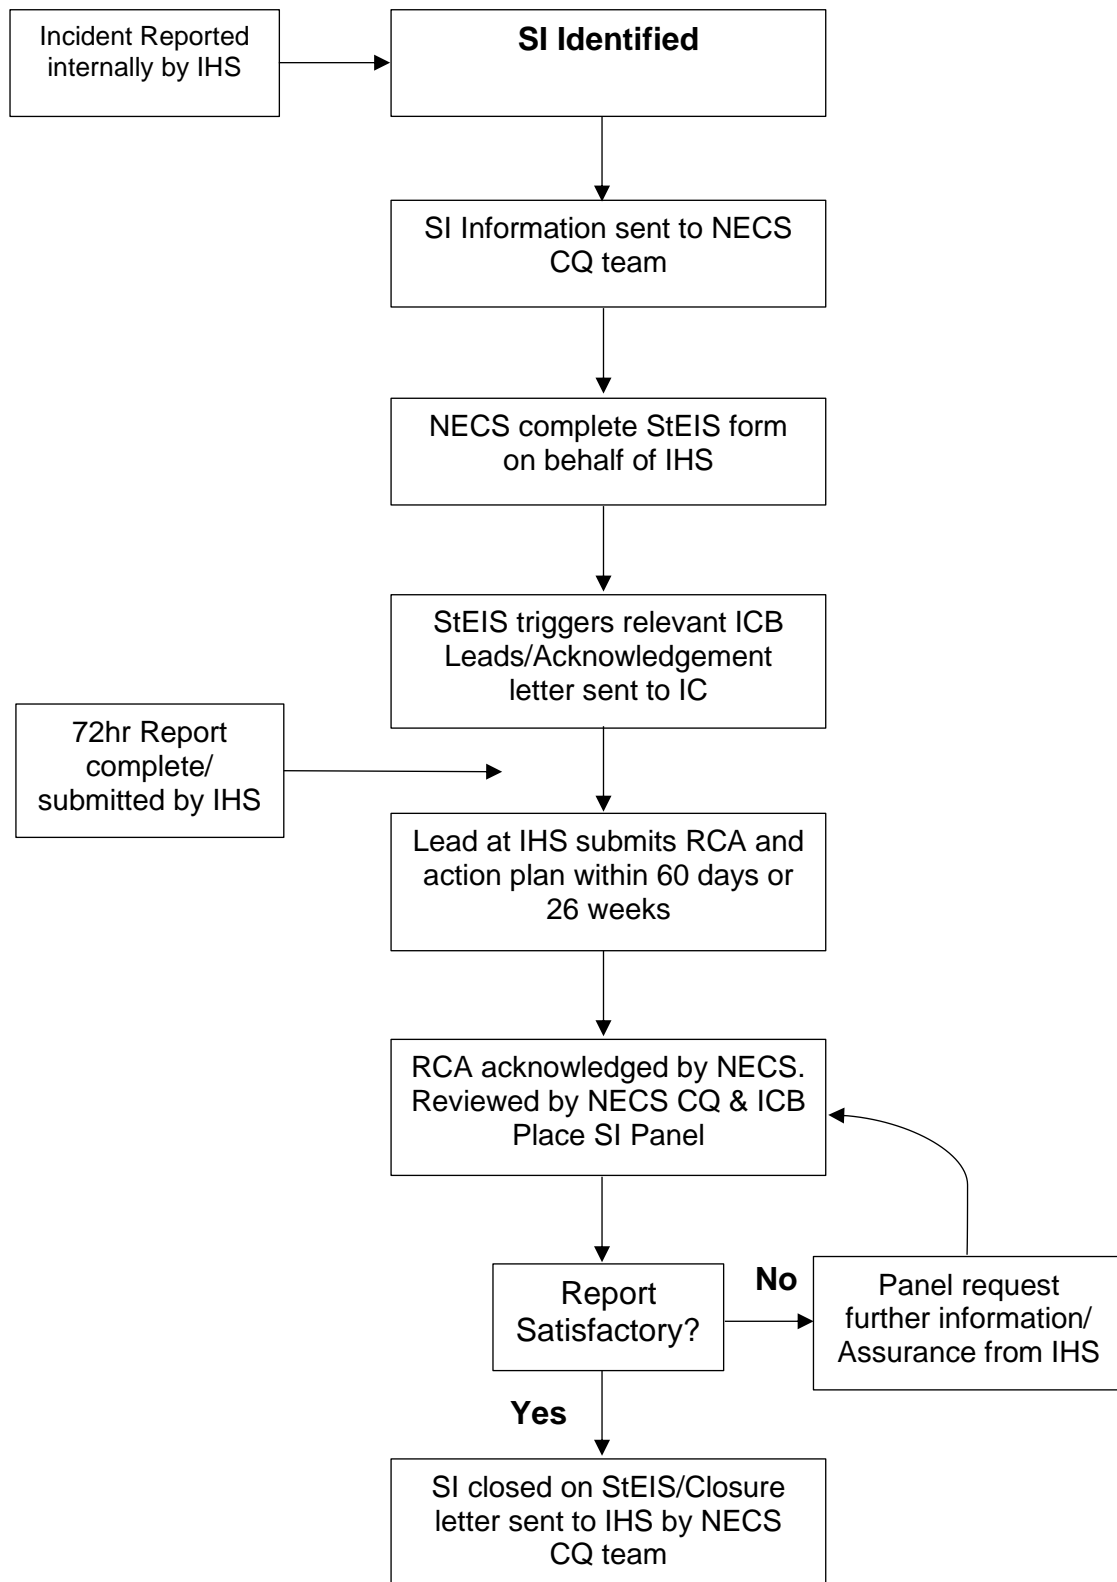 Incident Reported
internally by IHS
SI Identified
SI Information sent to NECS
CQ team
NECS complete StEIS form
on behalf of IHS
StEIS triggers relevant ICB
Leads/Acknowledgement
letter sent to IC
72hr Report
complete/
submitted by IHS
Lead at IHS submits RCA and
action plan within 60 days or
26 weeks
RCA acknowledged by NECS.
Reviewed by NECS CQ & ICB
Place SI Panel
Report
Satisfactory?
No
Panel request
further information/
Assurance from IHS
Yes
SI closed on StEIS/Closure
letter sent to IHS by NECS
CQ team